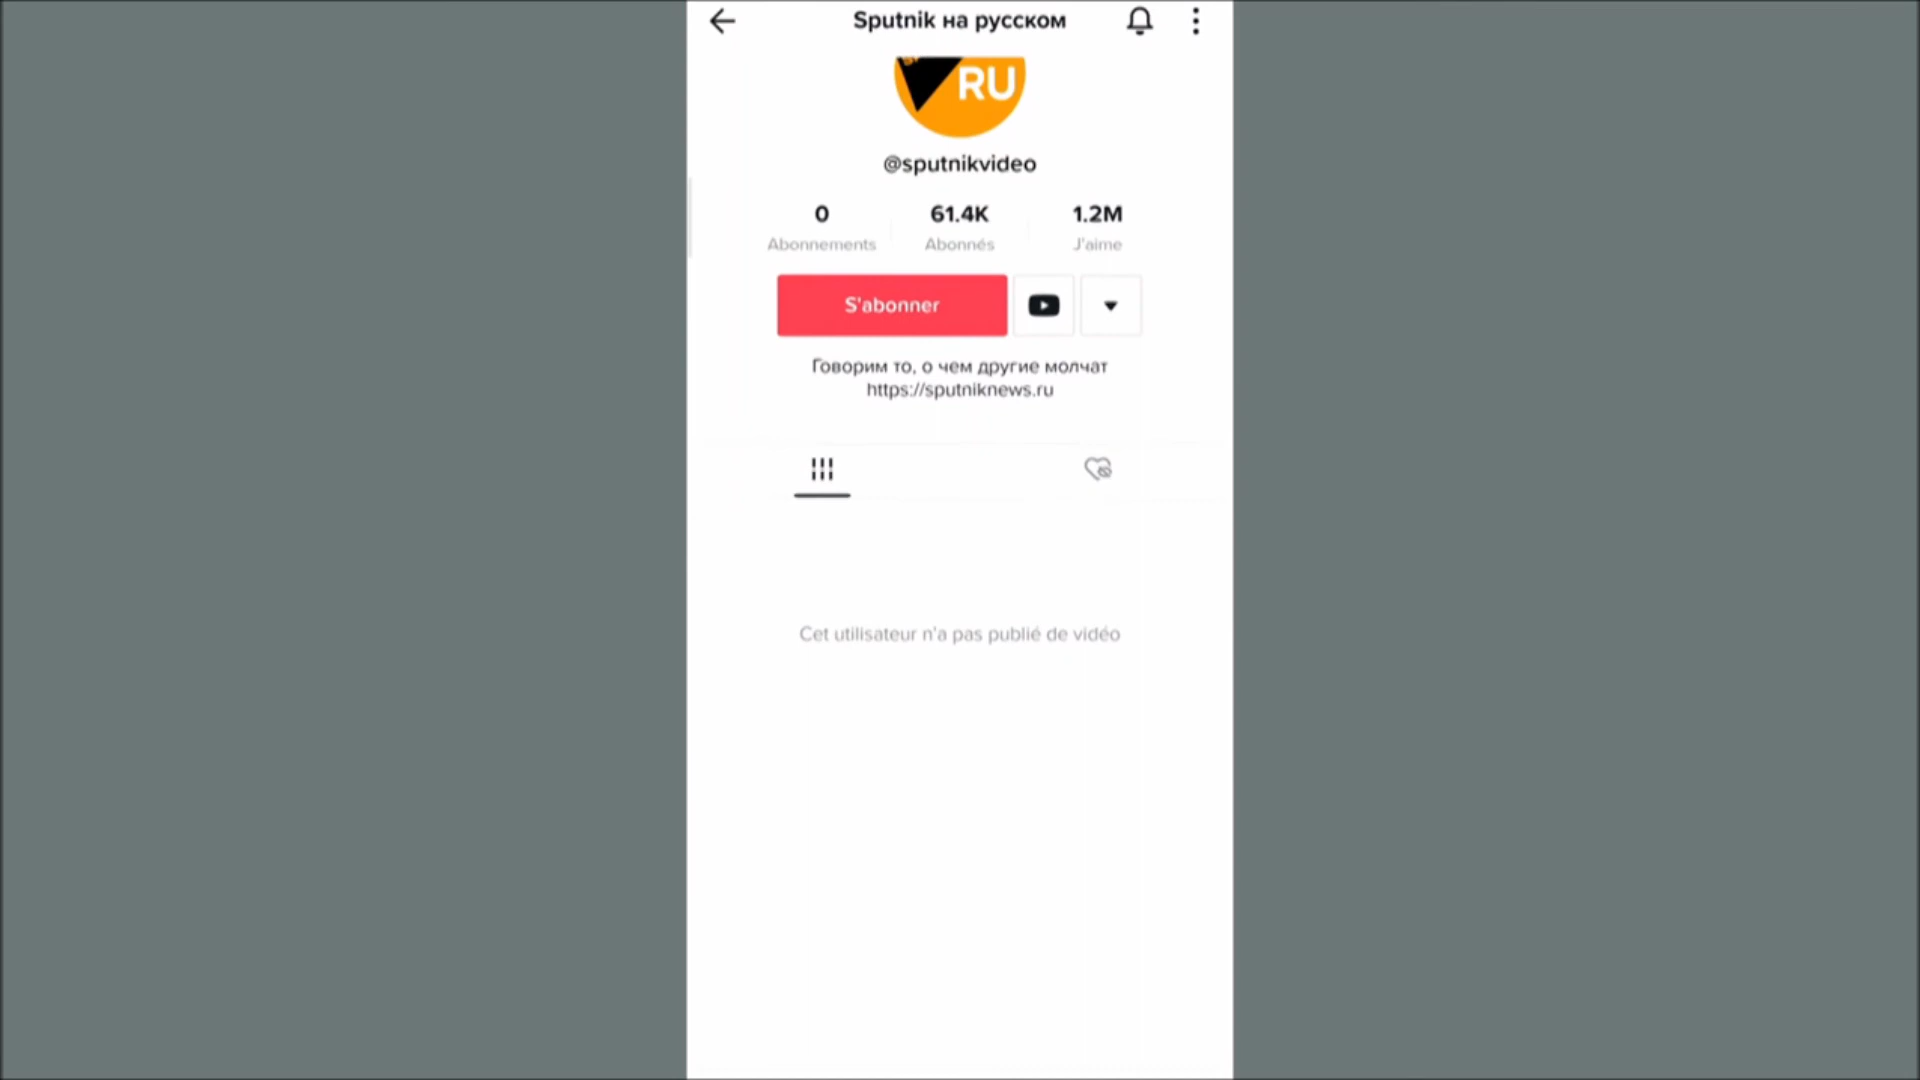 Sputnik на русском
RU
@sputnikvideo
0 61.4K 1.2M
Abonnements Abonnés J'aime
S'abonner
Говорим то, о чем другие молчат
https://sputniknews.ru
Cet utilisateur n'a pas publié de vidéo